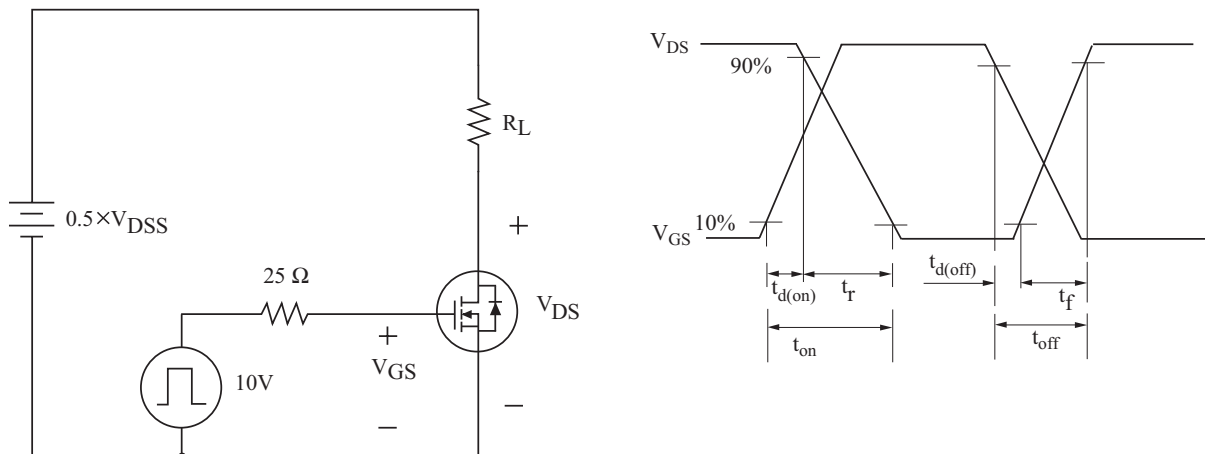 R_L
0.5×V_DSS
+
25 Ω
V_DS
+
V_GS
10V
−
−
V_DS
90%
V_GS
10%
t_d(on)
t_r
t_d(off)
t_f
t_on
t_off